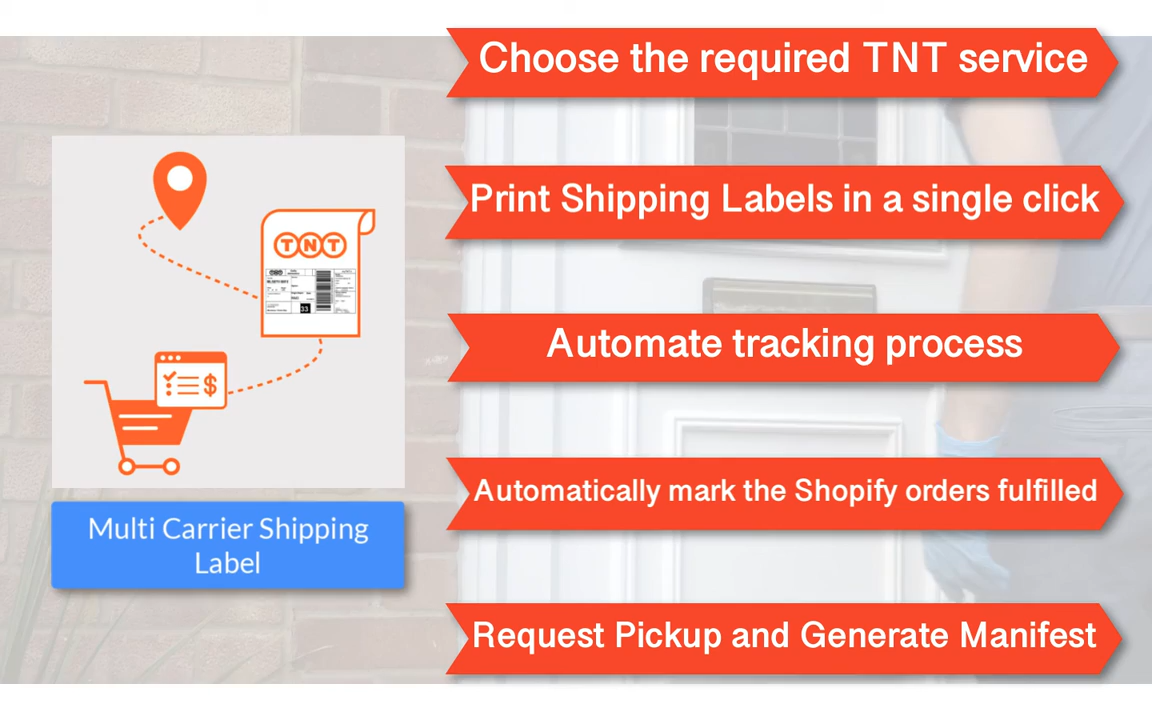 Choose the required TNT service
Print Shipping Labels in a single click
Automate tracking process
Automatically mark the Shopify orders fulfilled
Request Pickup and Generate Manifest
TNT
33
$
Multi Carrier Shipping
Label